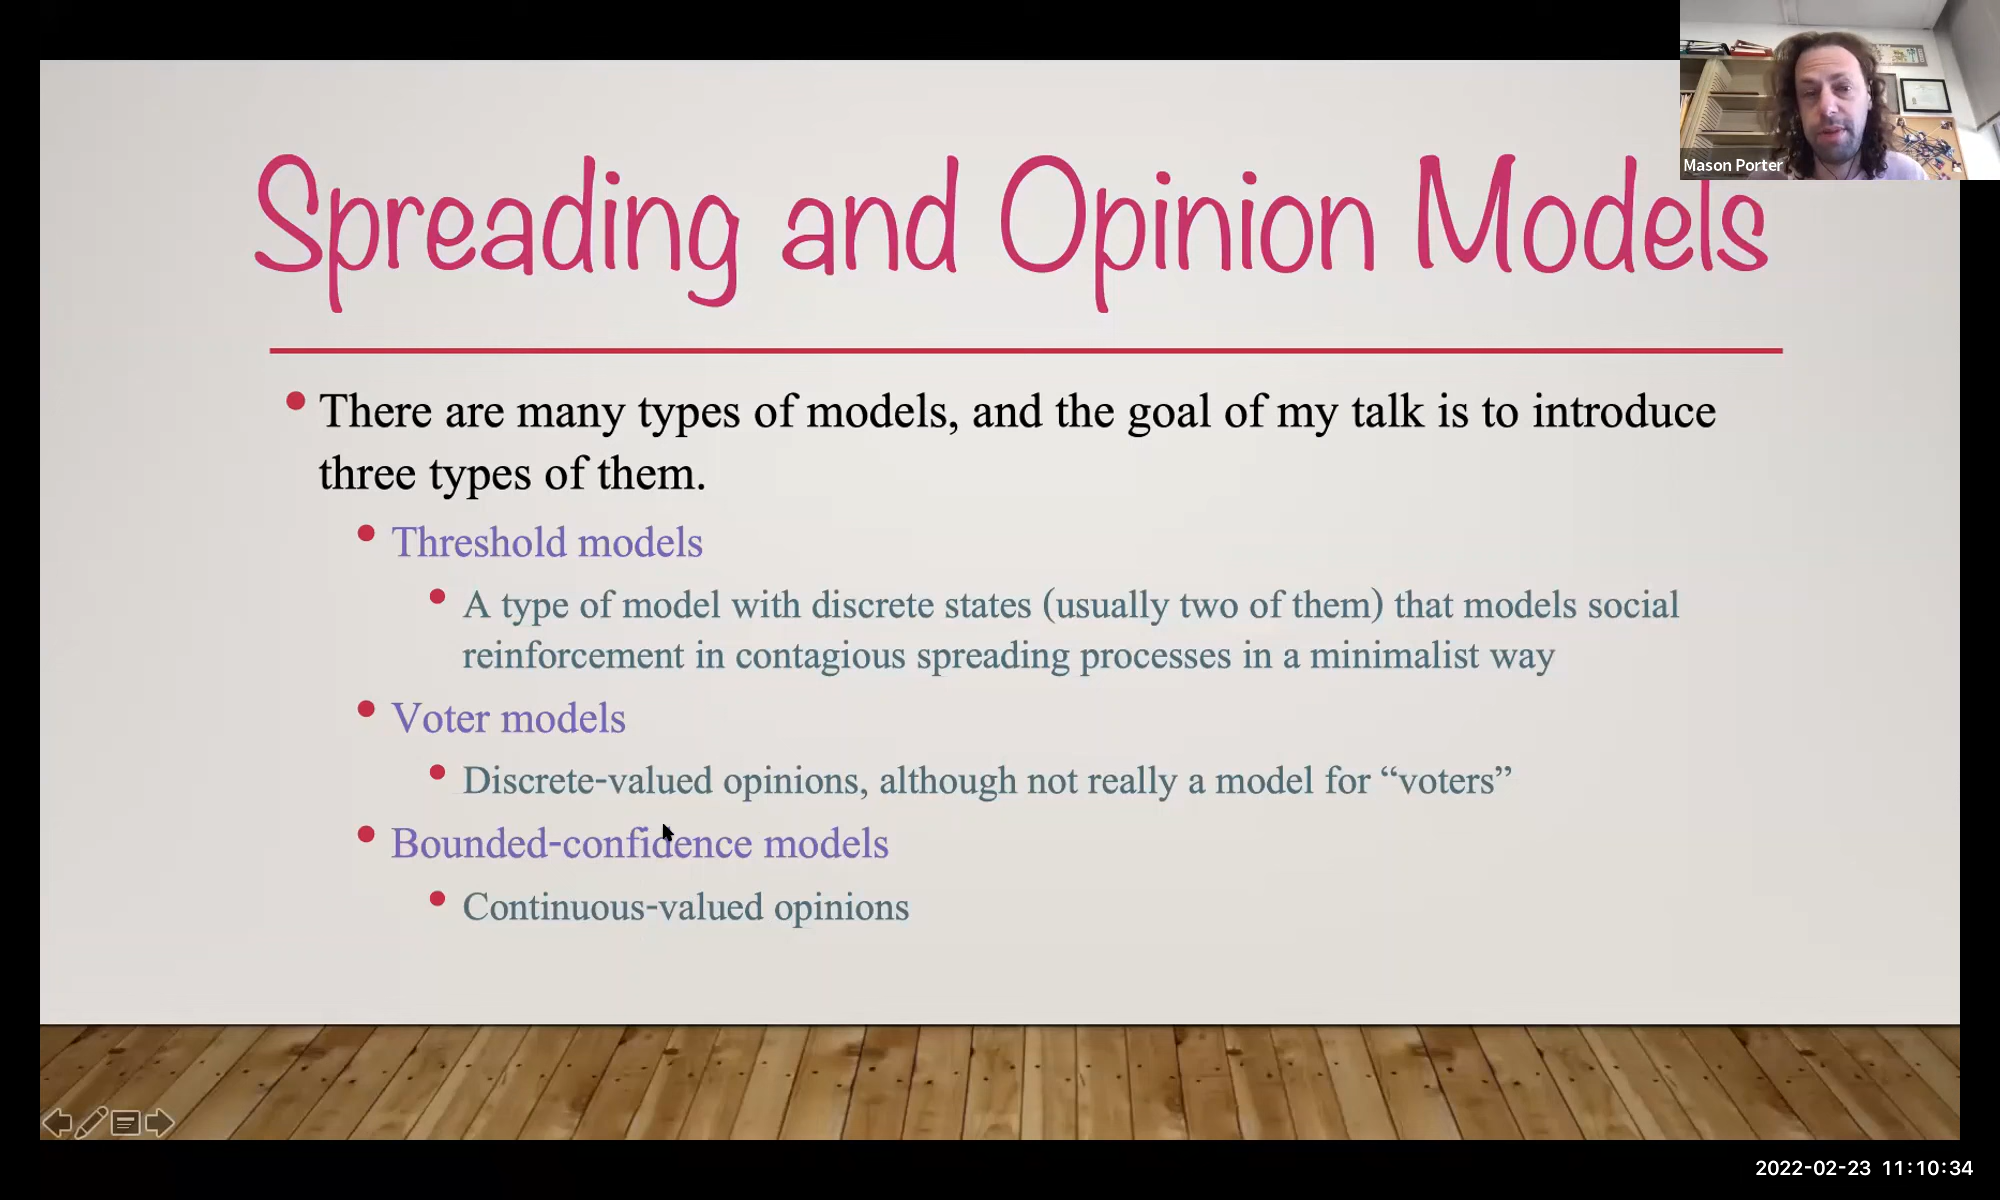 Mason Porter
Spreading and Opinion Models
• There are many types of models, and the goal of my talk is to introduce
three types of them.
• Threshold models
• A type of model with discrete states (usually two of them) that models social
reinforcement in contagious spreading processes in a minimalist way
• Voter models
• Discrete-valued opinions, although not really a model for “voters”
• Bounded-confidence models
• Continuous-valued opinions
2022-02-23 11:10:34